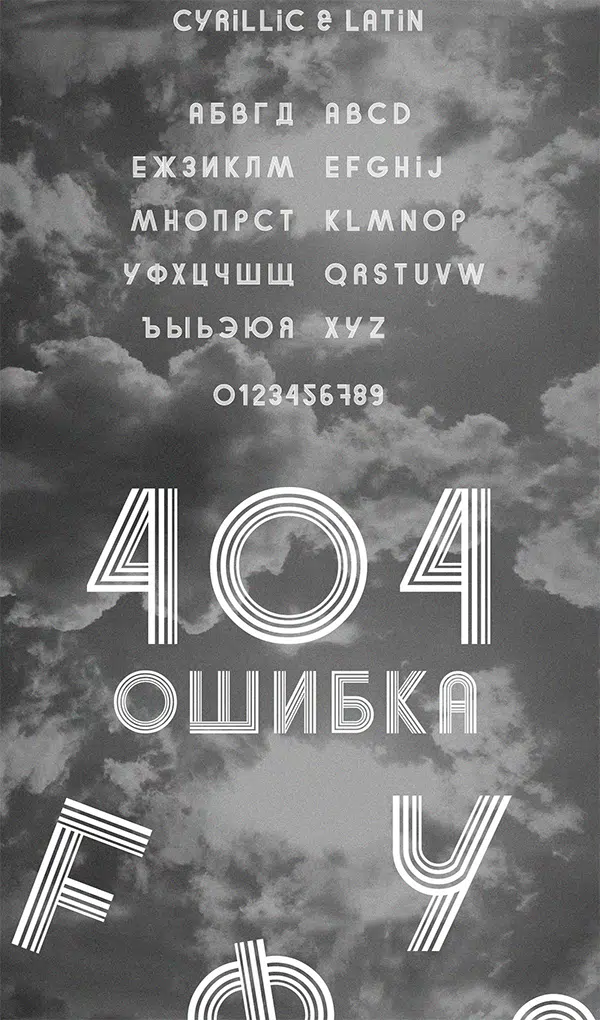 CYRiLLiC & LATiN
АБВГД ABCD
ЕЖЗИКЛМ EFGHiJ
МНОПРСТ KLMNOP
УФХЦЧШЩ QRSTUVW
ЪЫЬЭЮЯ XYZ
0123456789
404
ОШИБКА
F У
Ф